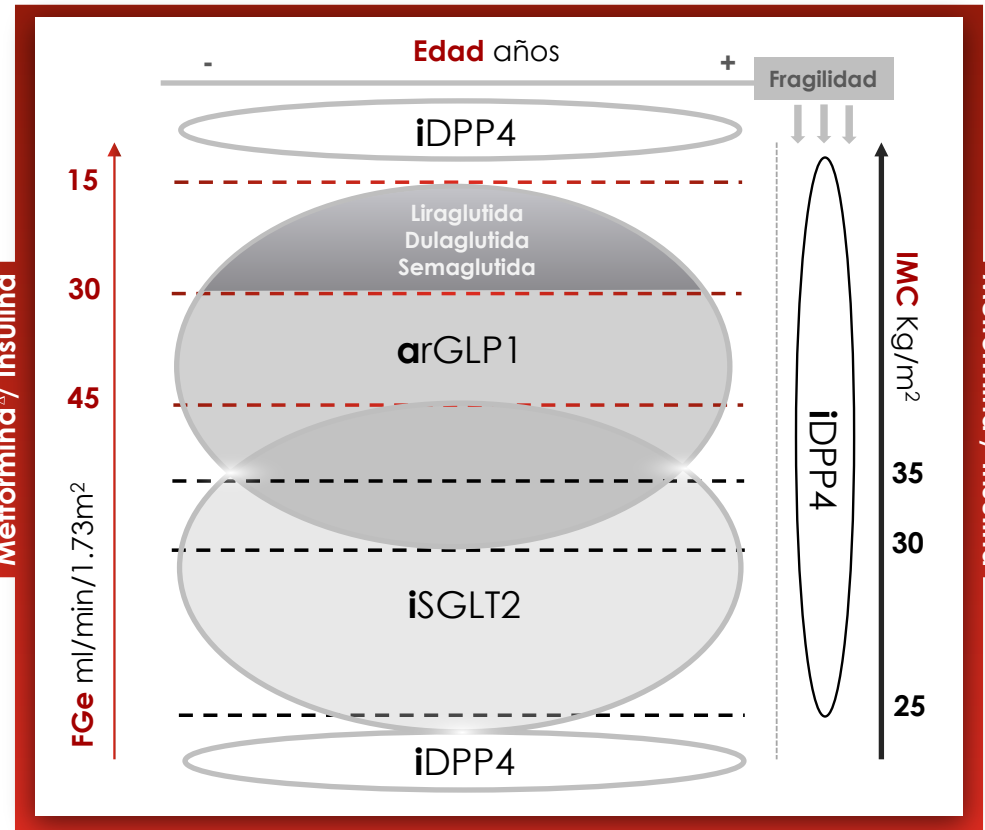 Edad años
- +
Fragilidad
iDPP4
15
Liraglutida
Dulaglutida
Semaglutida
30
arGLP1
45
iSGLT2
iDPP4
FGe ml/min/1.73m²
IMC Kg/m²
35
30
25
iDPP4
/ Insulina